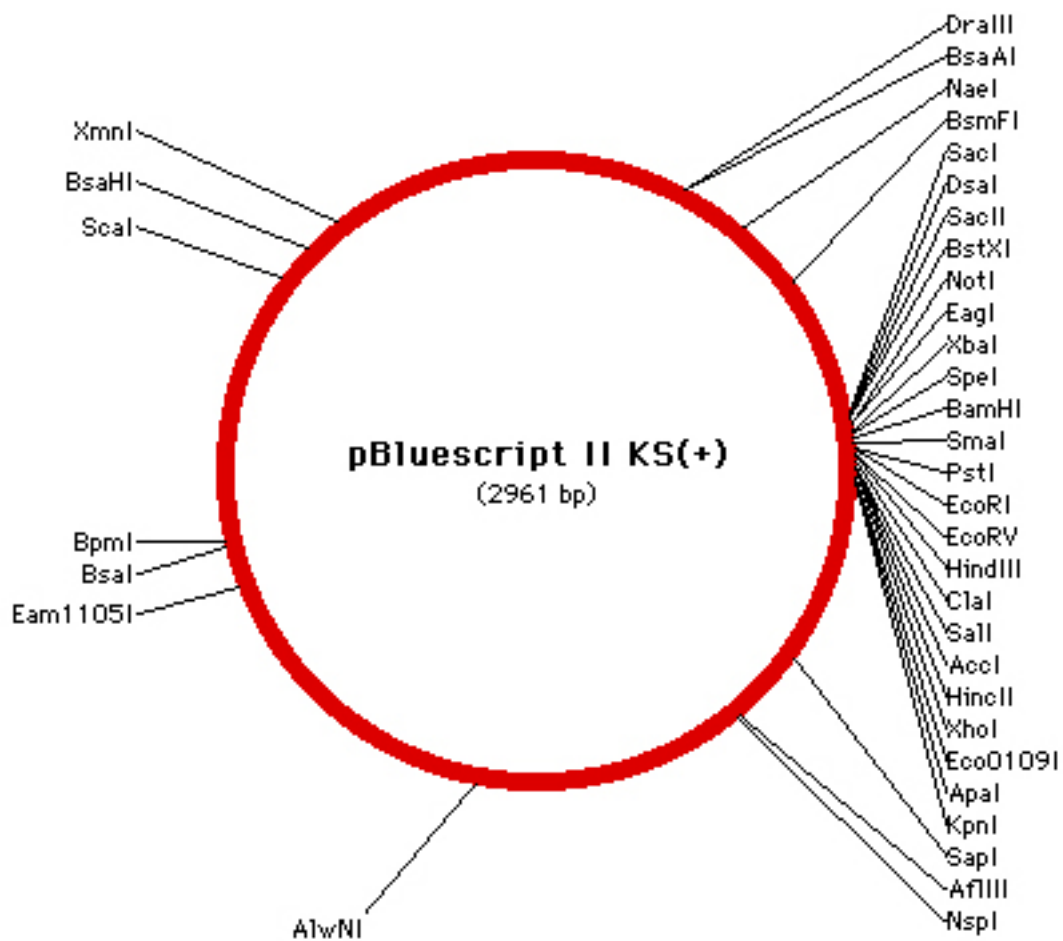 DraIII
BsaAI
NaeI
BsmFI
SacI
DsaI
SacII
BstXI
NotI
EagI
XbaI
SpeI
BamHI
SmaI
PstI
EcoRI
EcoRV
HindIII
ClaI
SalI
AccI
HincII
XhoI
EcoO109I
ApaI
KpnI
SapI
AflIII
NspI
XmnI
BsaHI
ScaI
pBluescript II KS(+)
(2961 bp)
BpmI
BsaI
Eam1105I
AlwNI